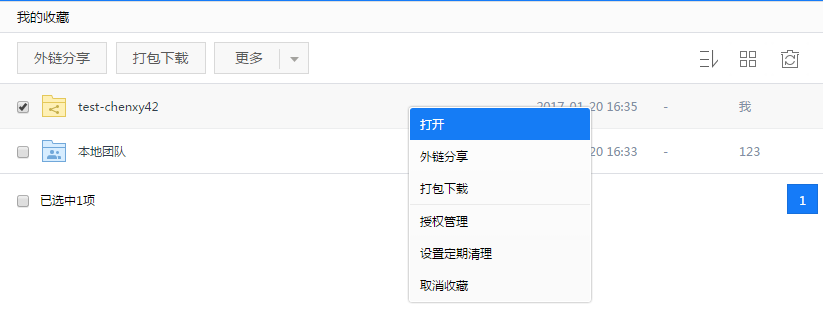 我的收藏
外链分享 打包下载 更多
test-chenxy42 2017-01-20 16:35 - 我
打开
本地团队 20 16:33 - 123
外链分享
打包下载
已选中1项 1
授权管理
设置定期清理
取消收藏